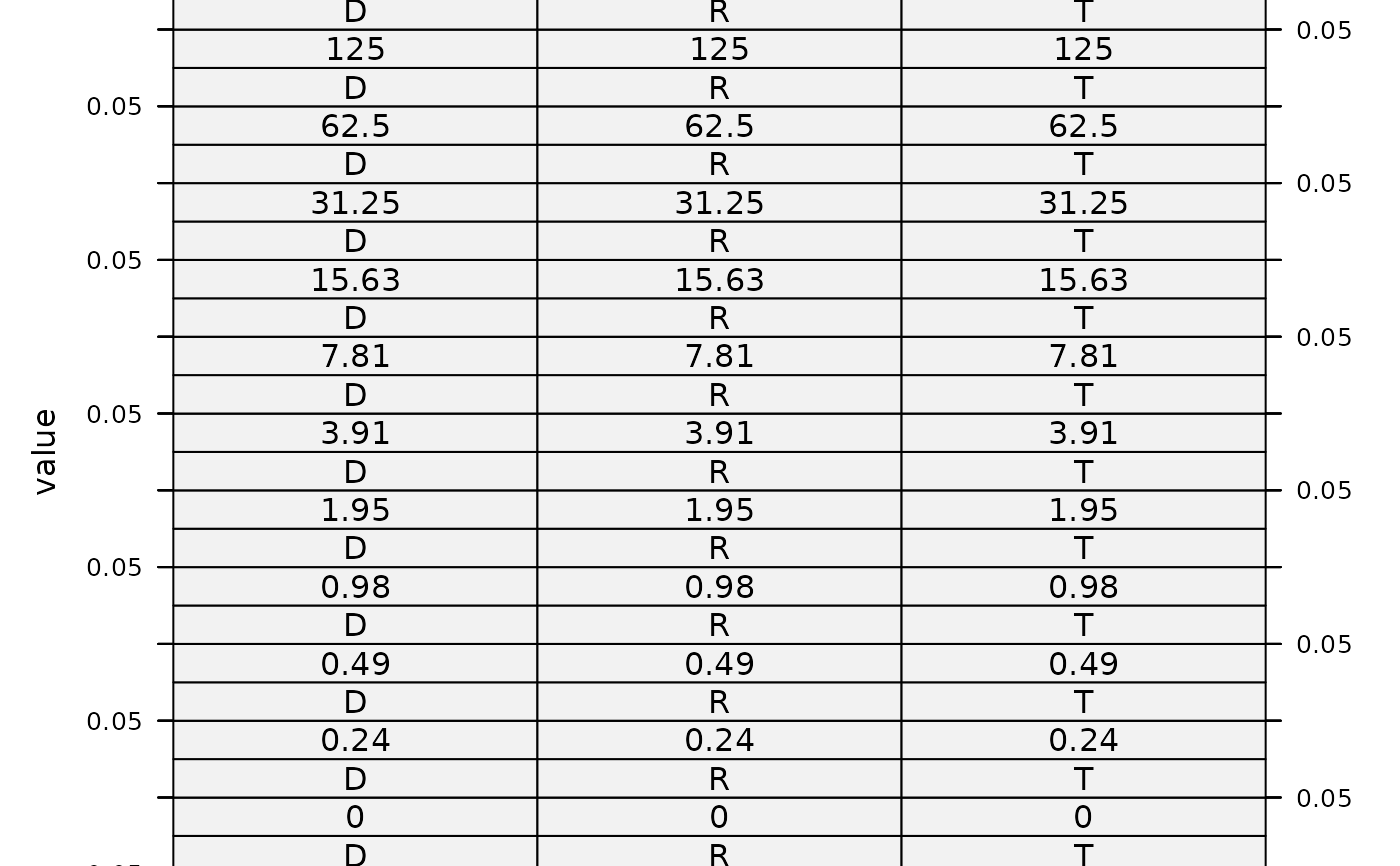 D R T
0.05
125 125 125
D R T
0.05
62.5 62.5 62.5
D R T
0.05
31.25 31.25 31.25
D R T
0.05
15.63 15.63 15.63
D R T
0.05
7.81 7.81 7.81
D R T
0.05
value
3.91 3.91 3.91
D R T
0.05
1.95 1.95 1.95
D R T
0.05
0.98 0.98 0.98
D R T
0.05
0.49 0.49 0.49
D R T
0.05
0.24 0.24 0.24
D R T
0.05
0 0 0
D R T